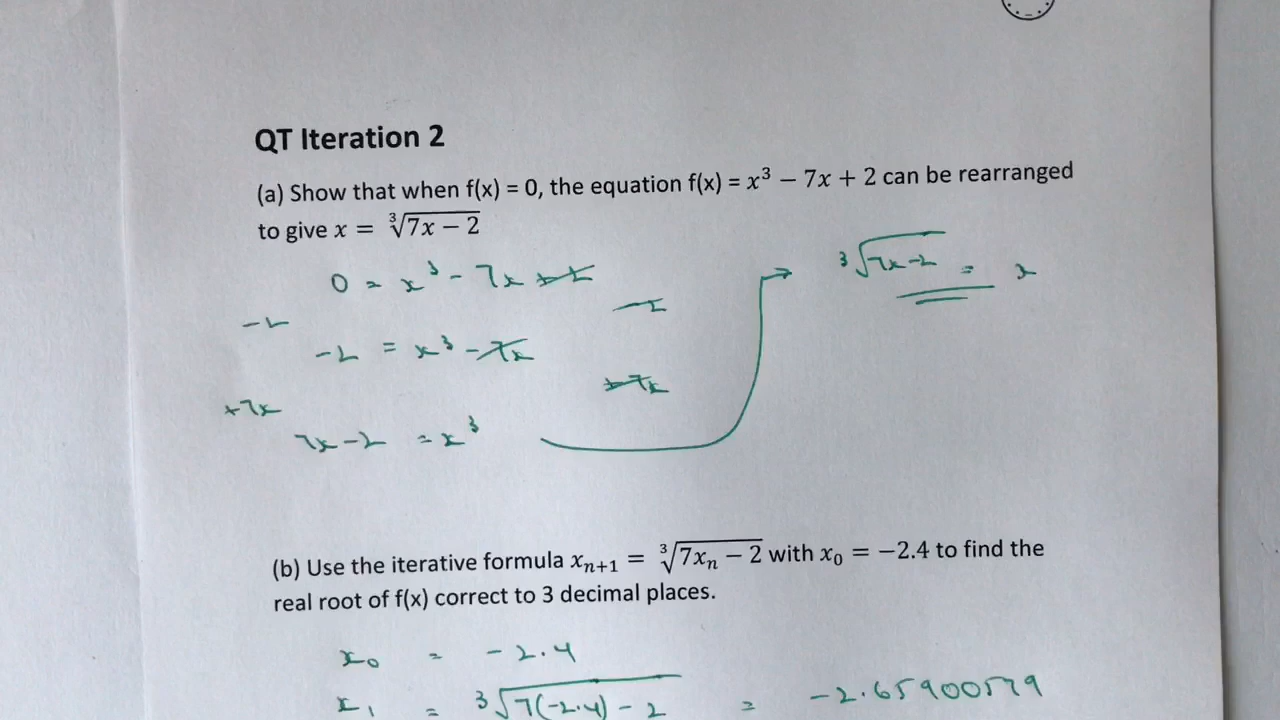 QT Iteration 2
(a) Show that when f(x) = 0, the equation f(x) = x³ − 7x + 2 can be rearranged
to give x = ∛(7x − 2)
0 = x³ - 7x +2
-2
-2
∛(7x-2) = x
-2 = x³ - 7x
+7x
+7x
7x - 2 = x³
(b) Use the iterative formula xₙ₊₁ = ∛(7xₙ − 2) with x₀ = −2.4 to find the
real root of f(x) correct to 3 decimal places.
x₀ = -2.4
x₁ = ∛(7(-2.4) - 2) = -2.65900579